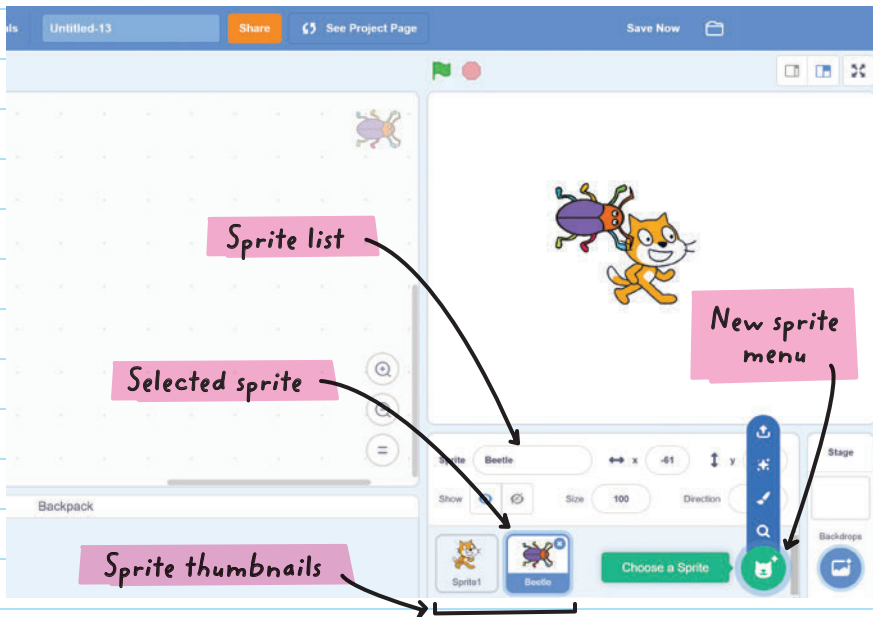 als Untitled-13 Share See Project Page Save Now
Sprite list
New sprite
menu
Selected sprite
Sprite Beetle x -61 y
Stage
Show Size 100 Direction
Backpack
Backdrops
Sprite thumbnails
Sprite1 Beetle Choose a Sprite